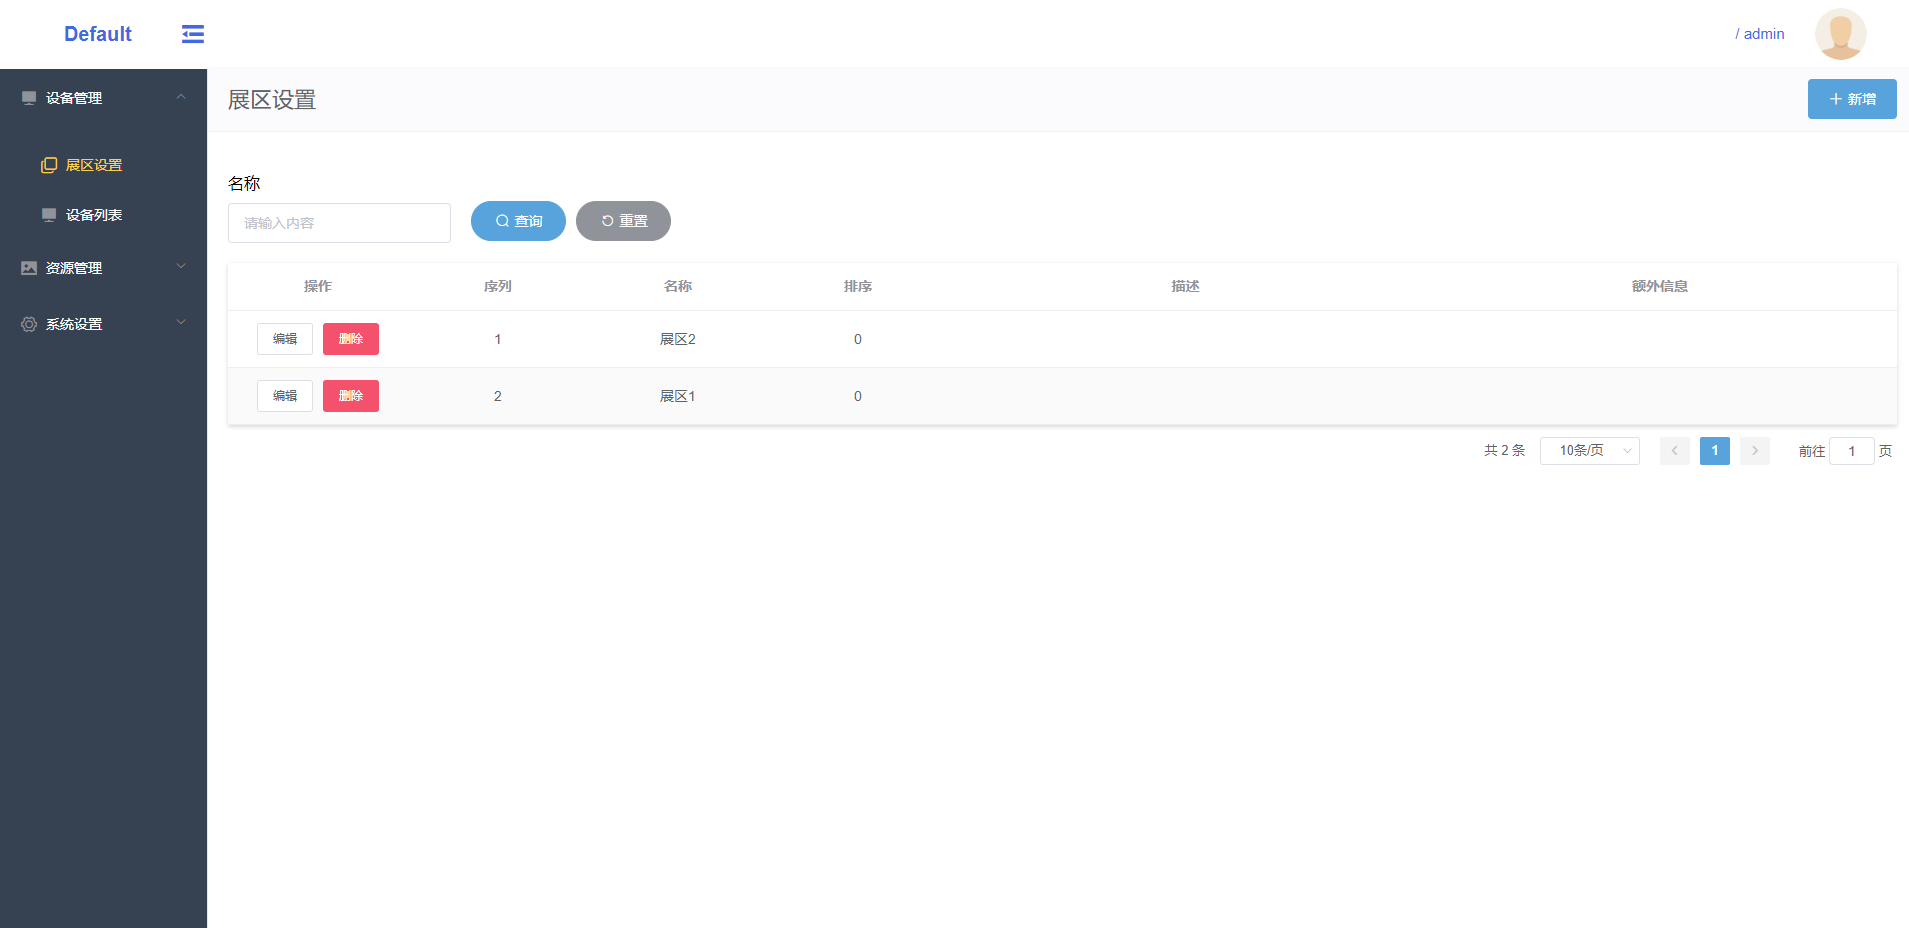 Default
/ admin
设备管理
展区设置
设备列表
资源管理
系统设置
展区设置
新增
名称
请输入内容
查询
重置
操作 序列 名称 排序 描述 额外信息
编辑 删除 1 展区2 0
编辑 删除 2 展区1 0
共 2 条 10条/页 1 前往 1 页